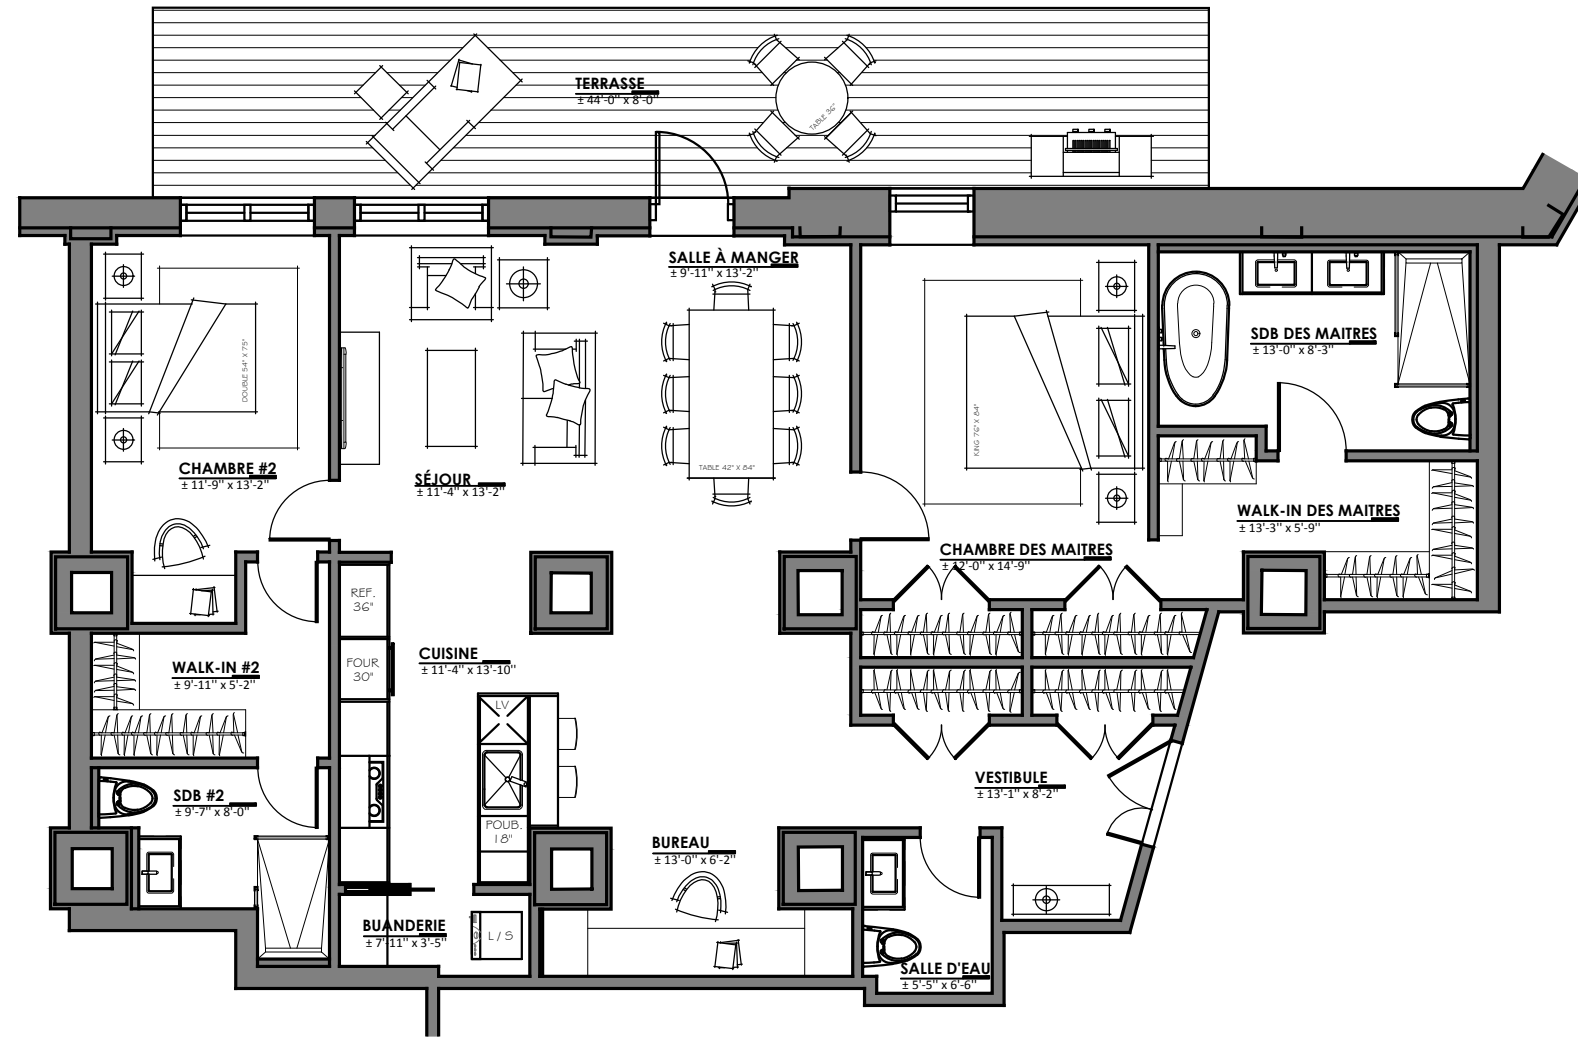 TERRASSE
± 44'-0" x 8'-0"
TABLE 36"
SALLE À MANGER
± 9'-11" x 13'-2"
SDB DES MAITRES
± 13'-0" x 8'-3"
DOUBLE 54" X 75"
KING 76" X 84"
TABLE 42" X 84"
CHAMBRE #2
± 11'-9" x 13'-2"
SÉJOUR
± 11'-4" x 13'-2"
WALK-IN DES MAITRES
± 13'-3" x 5'-9"
CHAMBRE DES MAITRES
± 12'-0" x 14'-9"
REF.
36"
CUISINE
± 11'-4" x 13'-10"
FOUR
30"
WALK-IN #2
± 9'-11" x 5'-2"
LV
VESTIBULE
± 13'-1" x 8'-2"
SDB #2
± 9'-7" x 8'-0"
POUB.
18"
BUREAU
± 13'-0" x 6'-2"
BUANDERIE
± 7'-11" x 3'-5"
L / S
SALLE D'EAU
± 5'-5" x 6'-6"